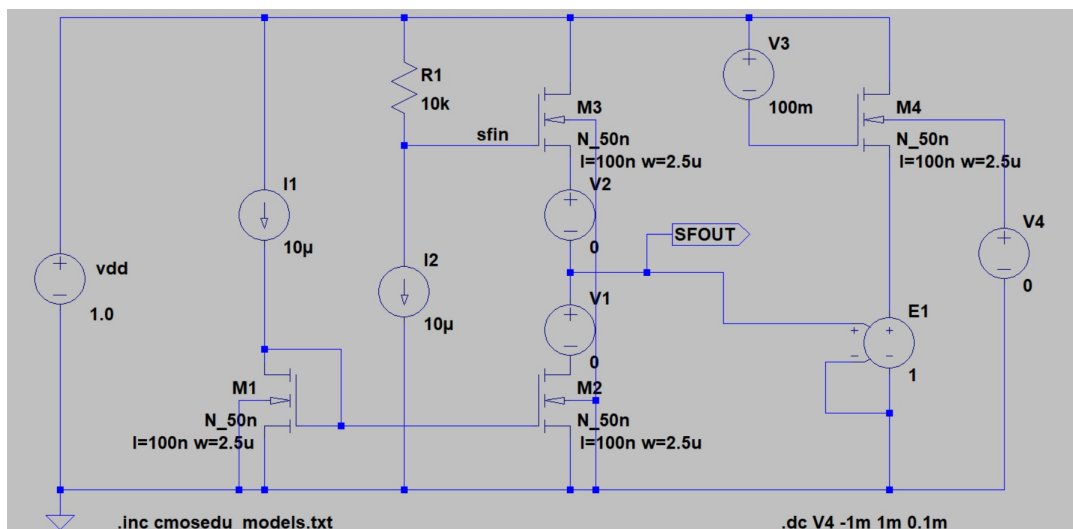 V3
100m
R1
10k
sfin
M3
N_50n
l=100n w=2.5u
M4
N_50n
l=100n w=2.5u
I1
10µ
V2
0
SFOUT
V4
0
vdd
1.0
I2
10µ
V1
0
E1
1
M1
N_50n
l=100n w=2.5u
M2
N_50n
l=100n w=2.5u
.inc cmosedu_models.txt
.dc V4 -1m 1m 0.1m